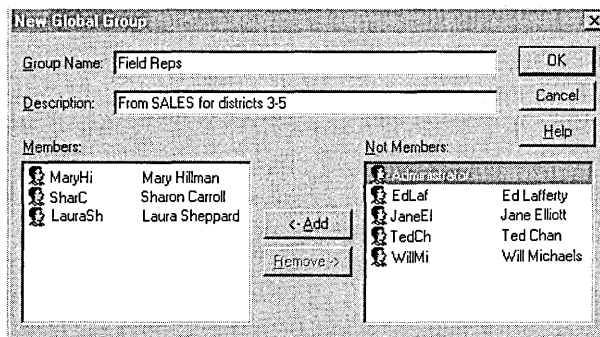 New Global Group
Group Name: Field Reps
OK
Description: From SALES for districts 3-5
Cancel
Help
Members:
MaryHi Mary Hillman
SharC Sharon Carroll
LauraSh Laura Sheppard
<-Add
Remove->
Not Members:
Administrator
EdLaf Ed Lafferty
JaneEl Jane Elliott
TedCh Ted Chan
WillMi Will Michaels